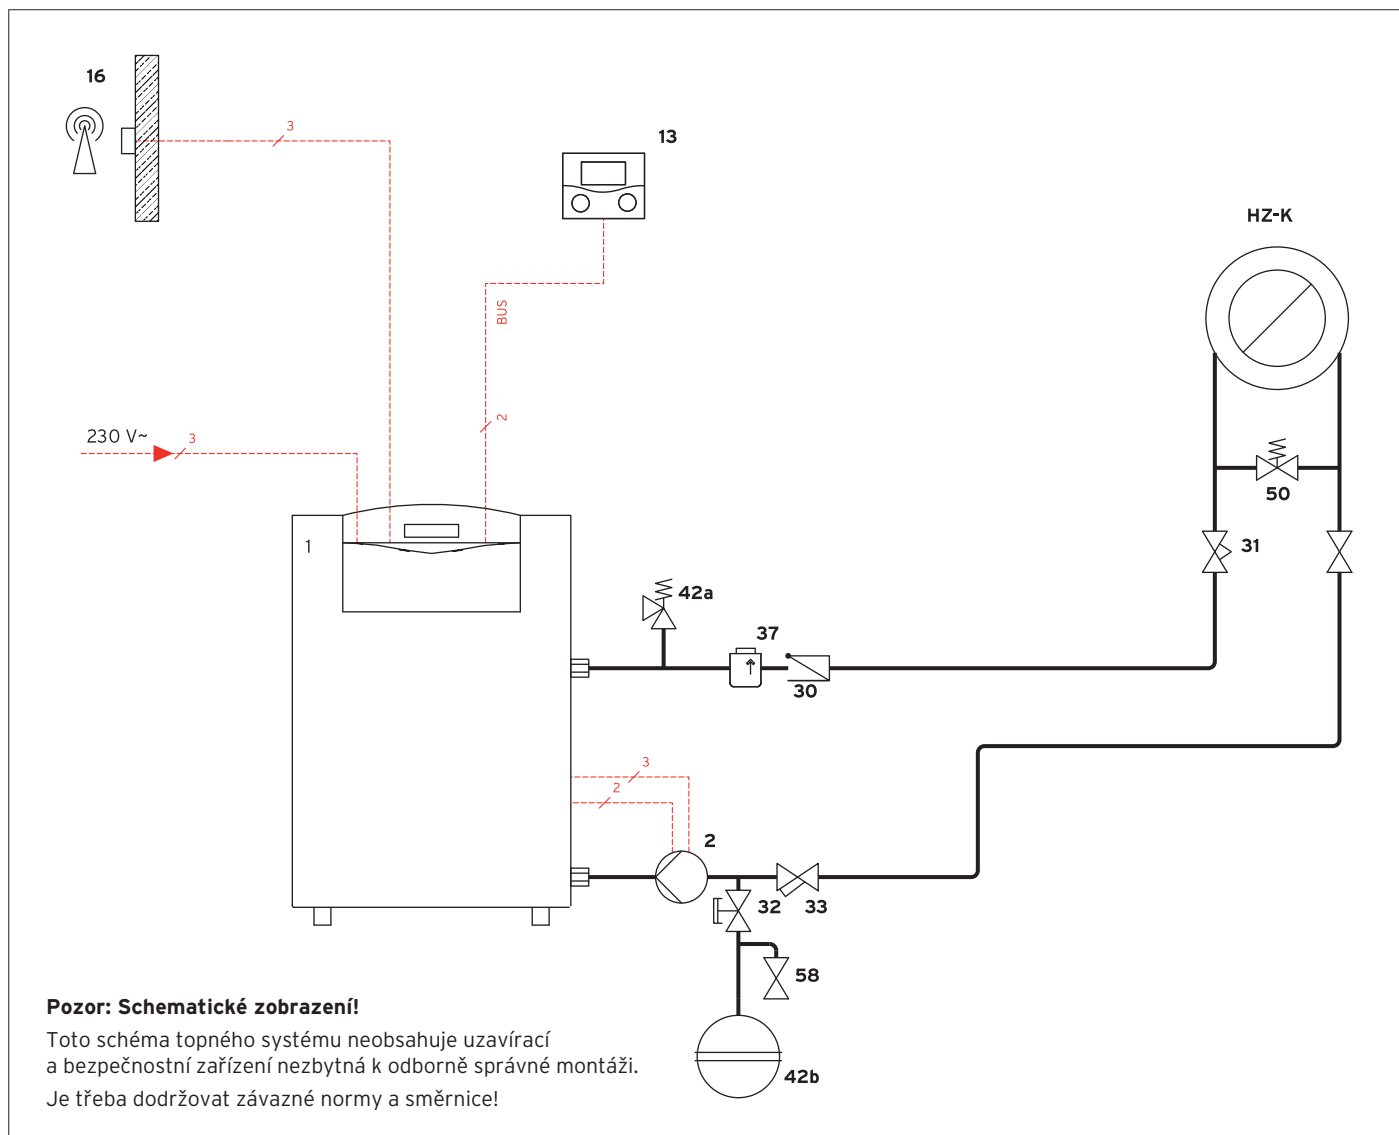 16
3
13
HZ-K
BUS
2
230 V~
3
50
1
31
42a
37
30
3
2
2
32
33
58
42b
Pozor: Schematické zobrazení!
Toto schéma topného systému neobsahuje uzavírací
a bezpečnostní zařízení nezbytná k odborně správné montáži.
Je třeba dodržovat závazné normy a směrnice!